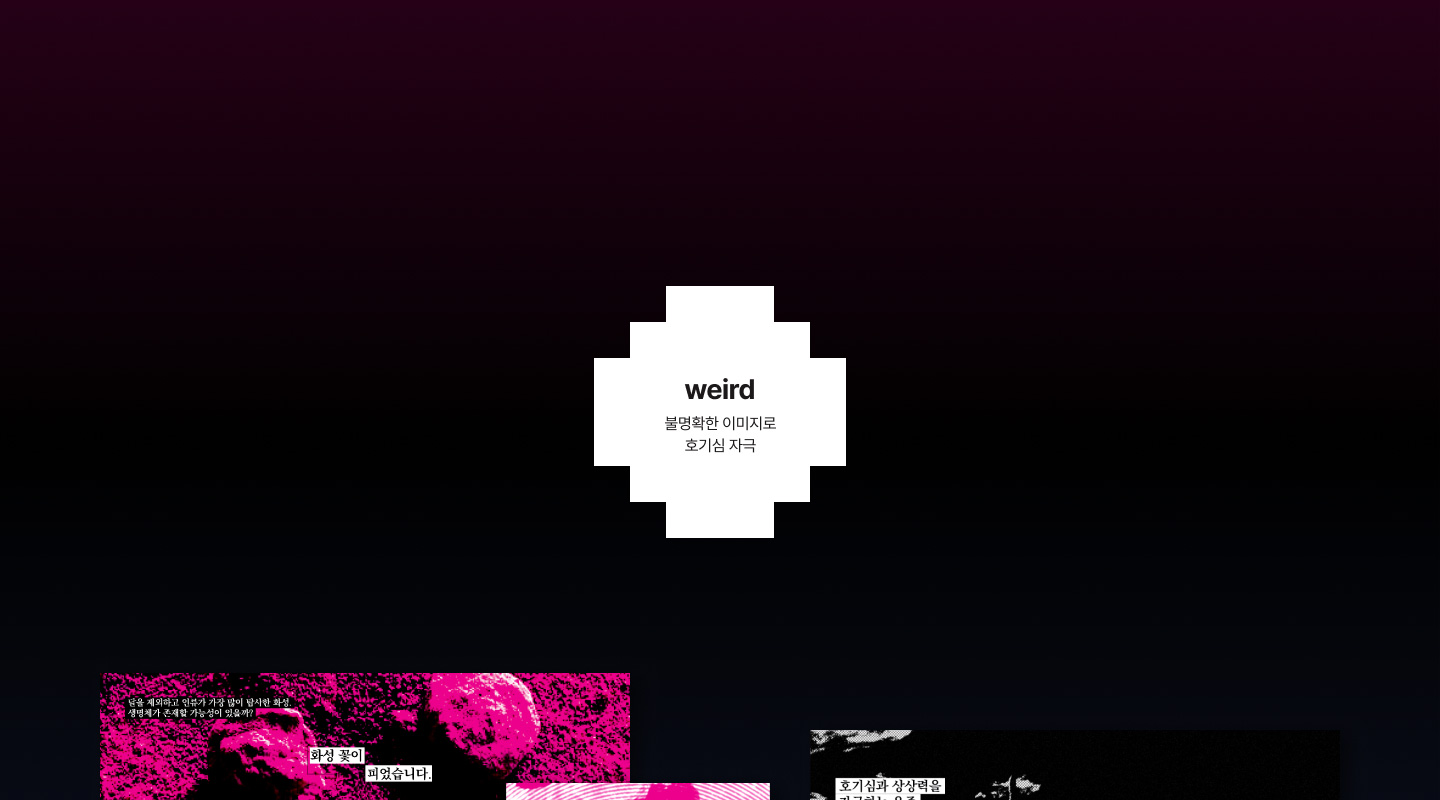 weird
불명확한 이미지로
호기심 자극
달을 제외하고 인류가 가장 많이 탐사한 화성.
생명체가 존재할 가능성이 있을까?
화성 꽃이
피었습니다.
호기심과 상상력을